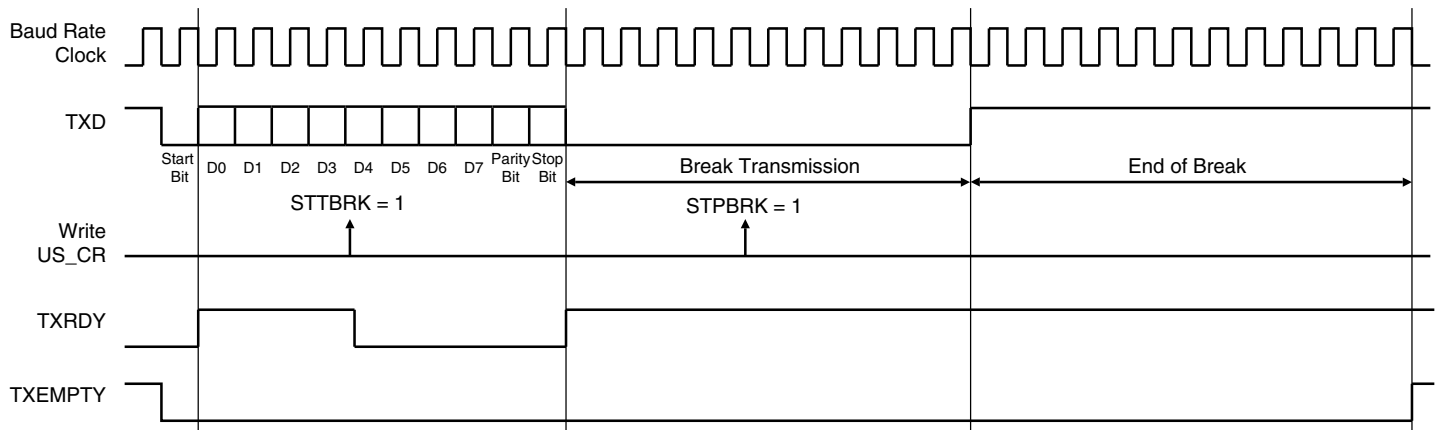 Baud Rate
Clock
TXD
Start
Bit
D0
D1
D2
D3
D4
D5
D6
D7
Parity
Bit
Stop
Bit
Break Transmission
End of Break
STTBRK = 1
STPBRK = 1
Write
US_CR
TXRDY
TXEMPTY